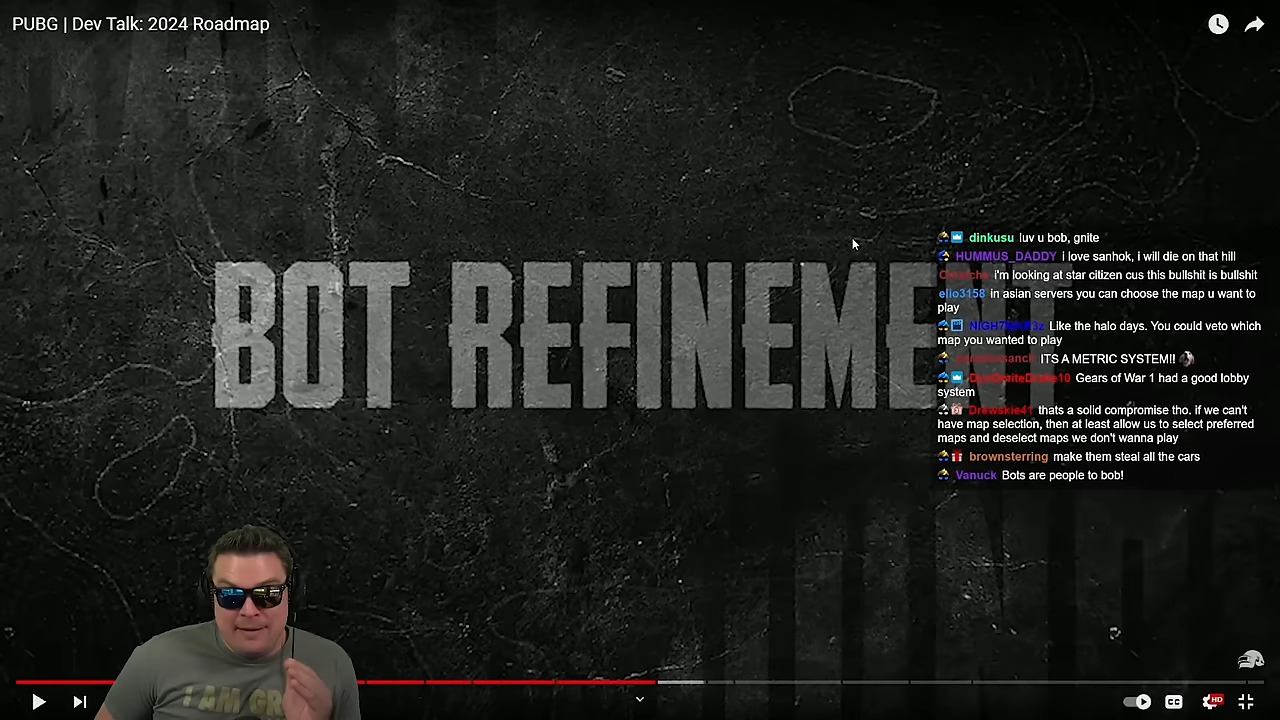 PUBG | Dev Talk: 2024 Roadmap
BOT REFINEMENT
dinkusu luv u bob, gnite
HUMMUS_DADDY i love sanhok, i will die on that hill
i'm looking at star citizen cus this bullshit is bullshit
ello3158 in asian servers you can choose the map u want to
play
Like the halo days. You could veto which
map you wanted to play
ITS A METRIC SYSTEM!!
Gears of War 1 had a good lobby
system
Drewskie41 thats a solid compromise tho. if we can't
have map selection, then at least allow us to select preferred
maps and deselect maps we don't wanna play
brownsterring make them steal all the cars
Vanuck Bots are people to bob!
I AM GR
CC
HD